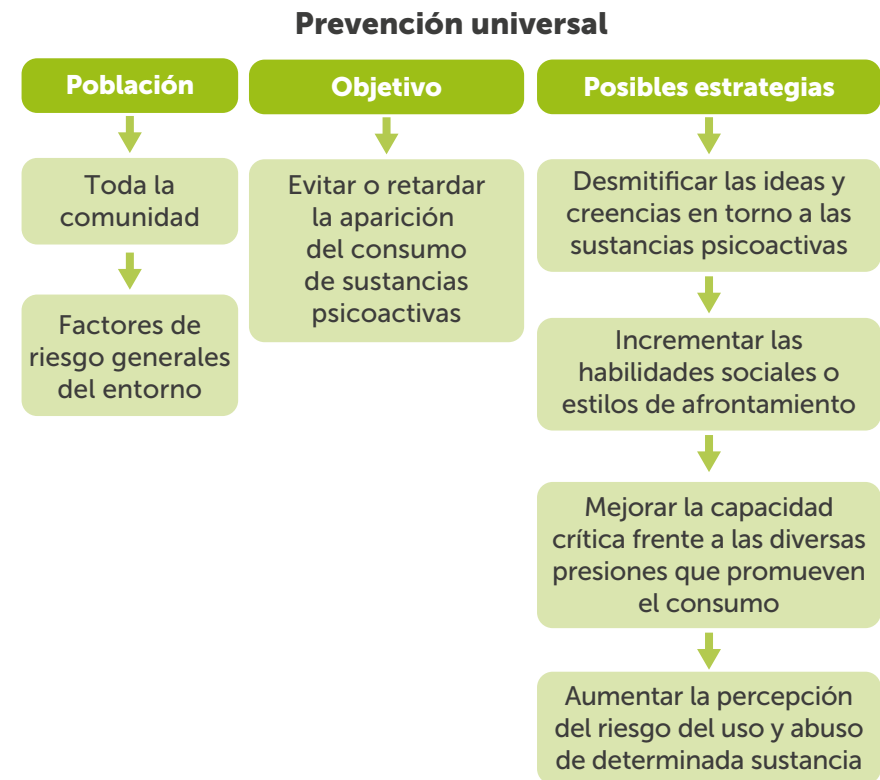 Prevención universal
Población
Toda la
comunidad
Factores de
riesgo generales
del entorno
Objetivo
Evitar o retardar
la aparición
del consumo
de sustancias
psicoactivas
Posibles estrategias
Desmitificar las ideas y
creencias en torno a las
sustancias psicoactivas
Incrementar las
habilidades sociales o
estilos de afrontamiento
Mejorar la capacidad
crítica frente a las diversas
presiones que promueven
el consumo
Aumentar la percepción
del riesgo del uso y abuso
de determinada sustancia